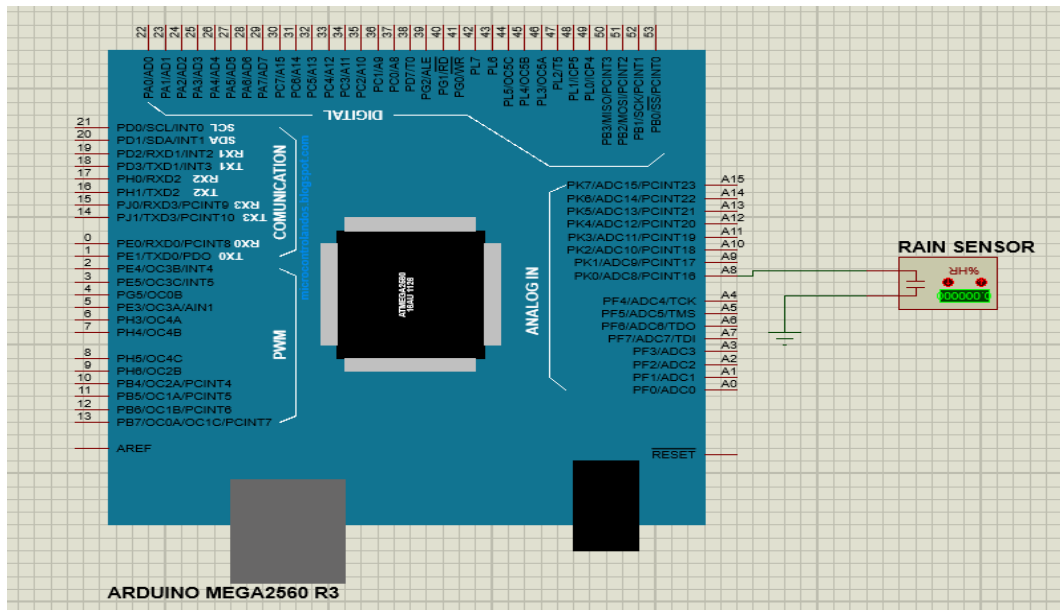 22 23 24 25 26 27 28 29 30 31 32 33 34 35 36 37 38 39 40 41 42 43 44 45 46 47 48 49 50 51 52 53
PA0/AD0
PA1/AD1
PA2/AD2
PA3/AD3
PA4/AD4
PA5/AD5
PA6/AD6
PA7/AD7
PC7/A15
PC6/A14
PC5/A13
PC4/A12
PC3/A11
PC2/A10
PC1/A9
PC0/A8
PD7/T0
PG2/ALE
PG1/RD
PG0/WR
PL7
PL6
PL5/OC5C
PL4/OC5B
PL3/OC5A
PL2/T5
PL1/ICP5
PL0/ICP4
PB3/MISO/PCINT3
PB2/MOSI/PCINT2
PB1/SCK/PCINT1
PB0/SS/PCINT0
DIGITAL
21 PD0/SCL/INT0 SCL
20 PD1/SDA/INT1 SDA
19 PD2/RXD1/INT2 RX1
18 PD3/TXD1/INT3 TX1
17 PH0/RXD2 RX2
16 PH1/TXD2 TX2
15 PJ0/RXD3/PCINT9 RX3
14 PJ1/TXD3/PCINT10 TX3
0 PE0/RXD0/PCINT8 RX0
1 PE1/TXD0/PDO TX0
2 PE4/OC3B/INT4
3 PE5/OC3C/INT5
4 PG5/OC0B
5 PE3/OC3A/AIN1
6 PH3/OC4A
7 PH4/OC4B
8 PH5/OC4C
9 PH6/OC2B
10 PB4/OC2A/PCINT4
11 PB5/OC1A/PCINT5
12 PB6/OC1B/PCINT6
13 PB7/OC0A/OC1C/PCINT7
AREF
COMUNICATION
PWM
microcontrolandos.blogspot.com
ATMEGA2560
16AU 1126
ANALOG IN
PK7/ADC15/PCINT23 A15
PK6/ADC14/PCINT22 A14
PK5/ADC13/PCINT21 A13
PK4/ADC12/PCINT20 A12
PK3/ADC11/PCINT19 A11
PK2/ADC10/PCINT18 A10
PK1/ADC9/PCINT17 A9
PK0/ADC8/PCINT16 A8
PF4/ADC4/TCK A4
PF5/ADC5/TMS A5
PF6/ADC6/TDO A6
PF7/ADC7/TDI A7
PF3/ADC3 A3
PF2/ADC2 A2
PF1/ADC1 A1
PF0/ADC0 A0
RESET
RAIN SENSOR
%HR
ARDUINO MEGA2560 R3